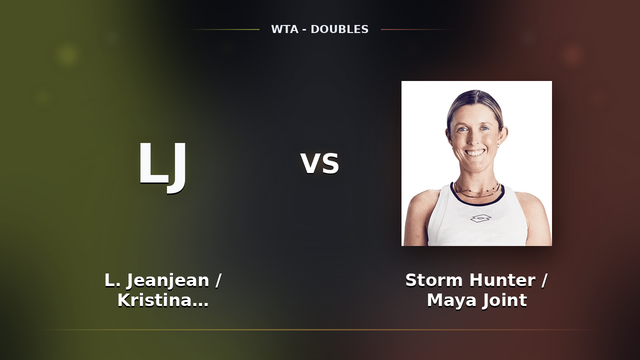 WTA - DOUBLES
LJ
VS
L. Jeanjean /
Kristina...
Storm Hunter /
Maya Joint